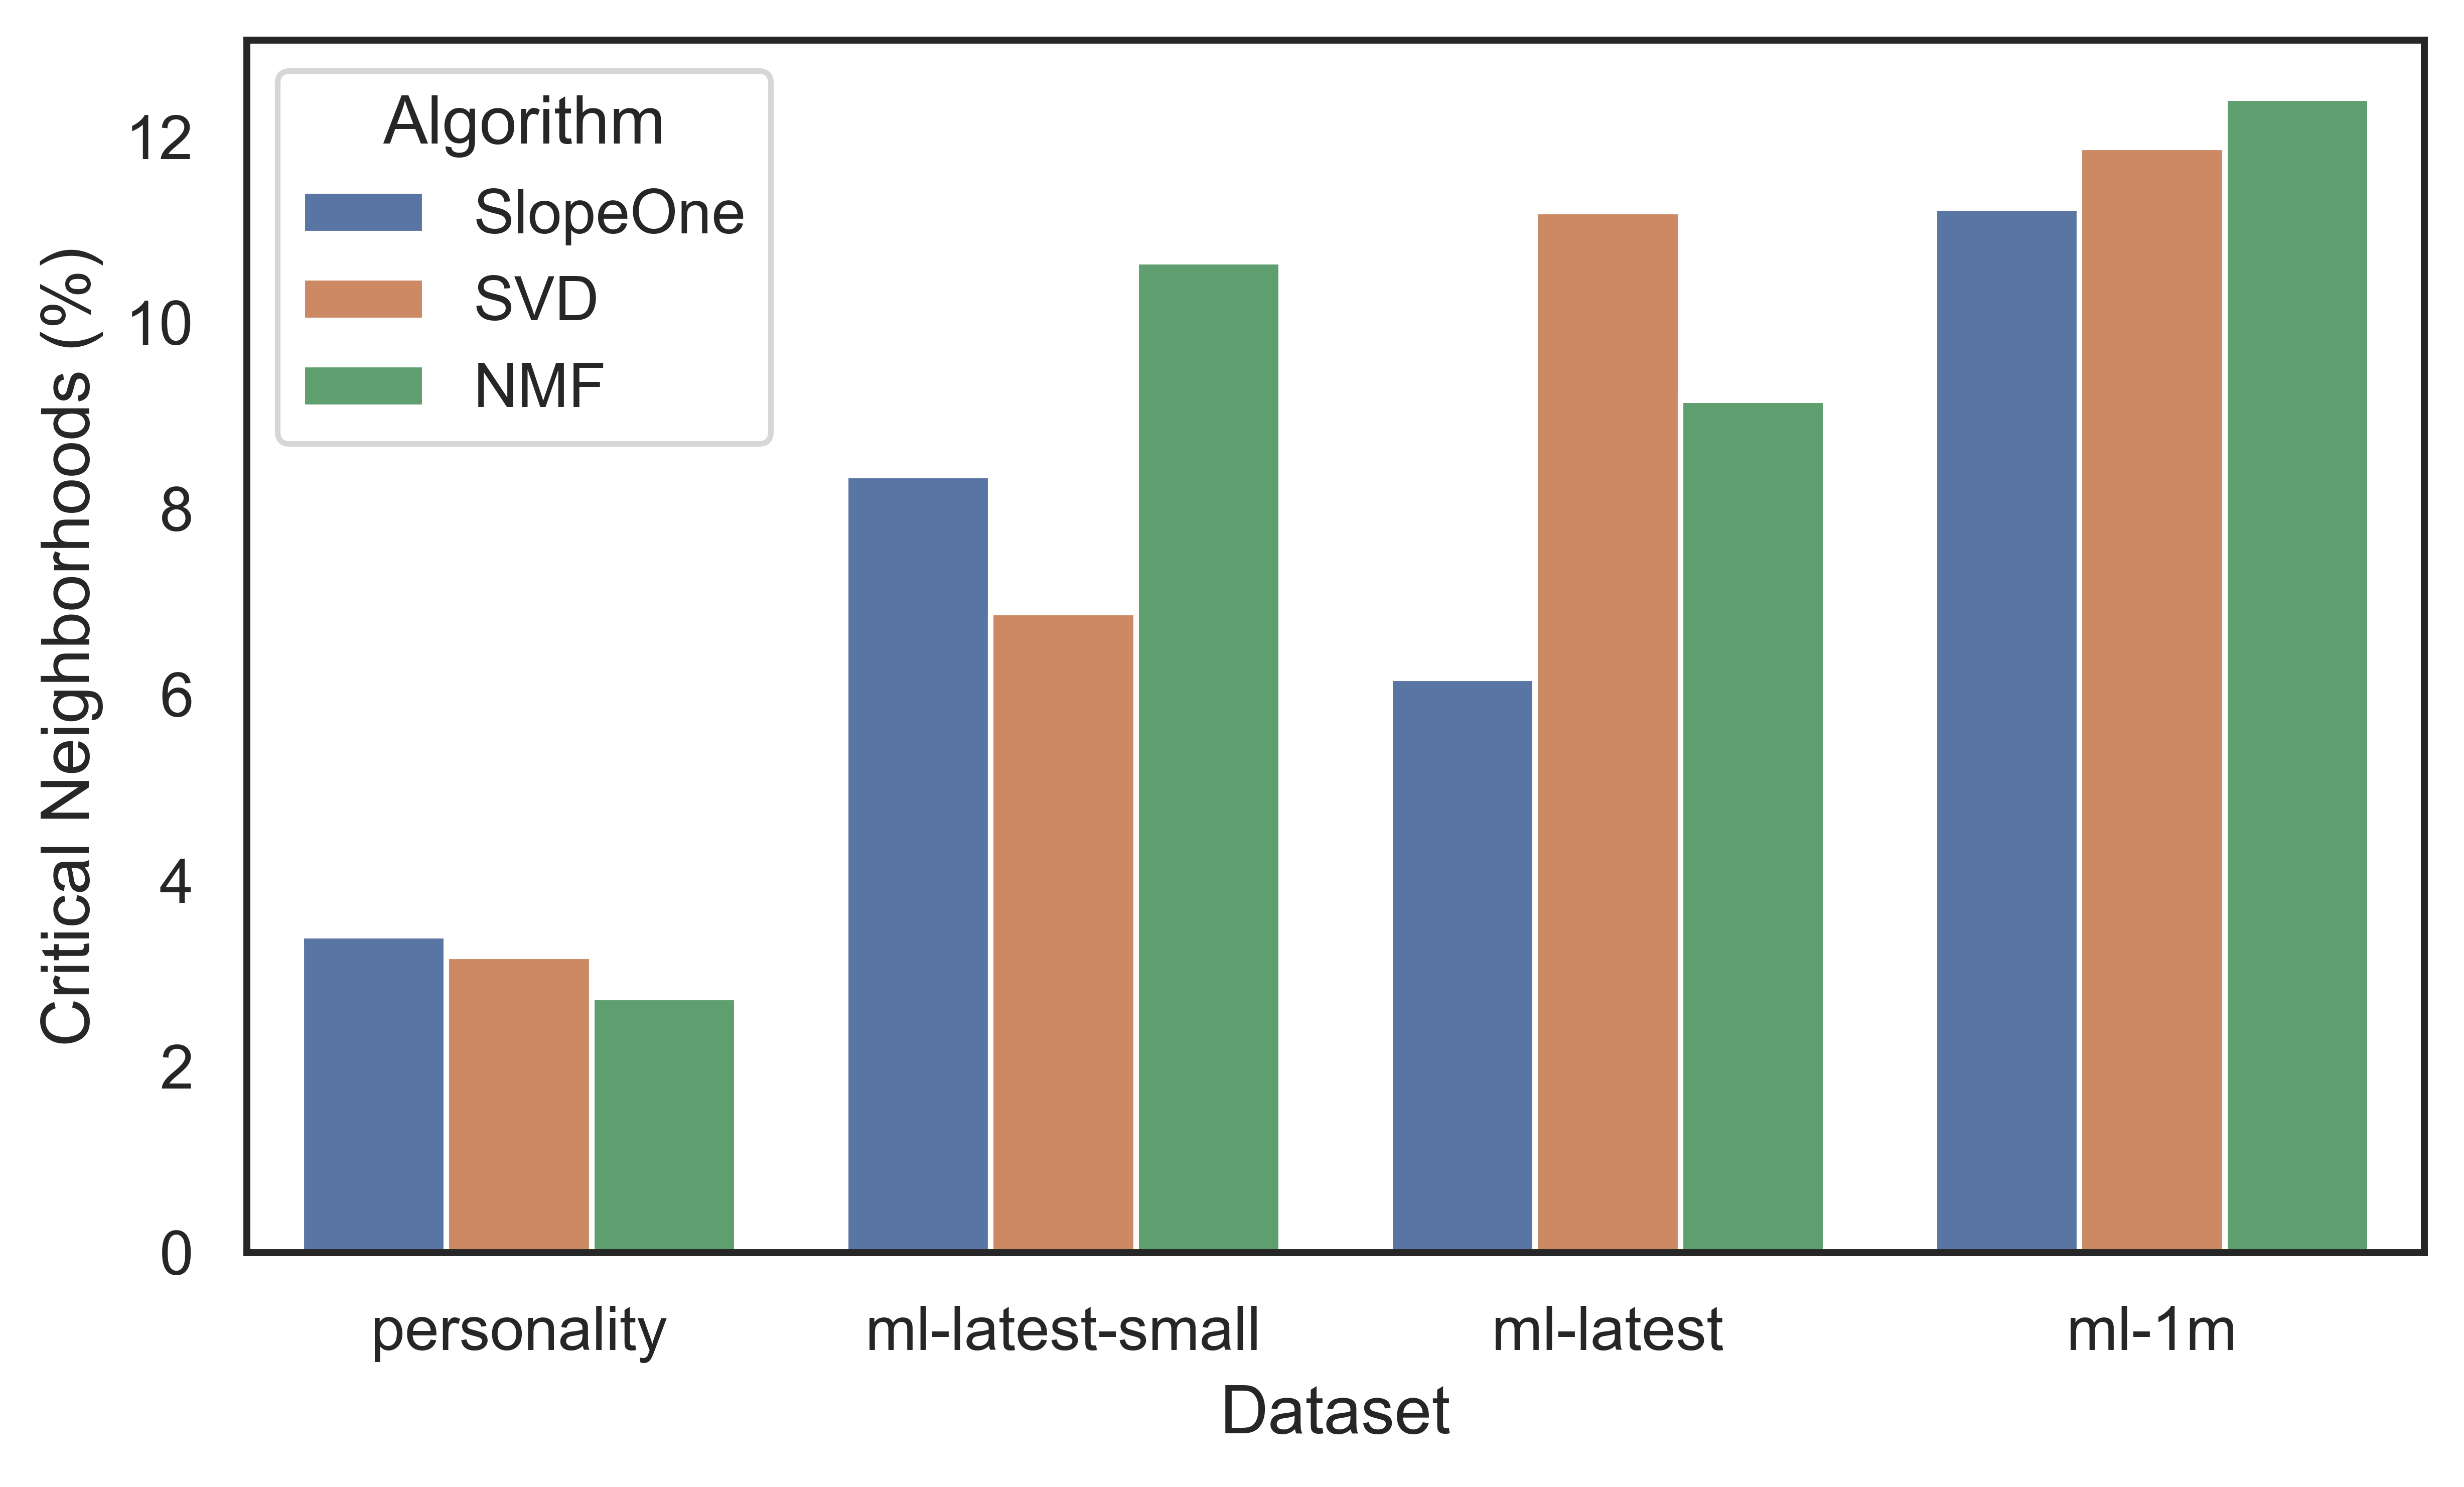 Algorithm
SlopeOne
SVD
NMF
Critical Neighborhoods (%)
12
10
8
6
4
2
0
personality ml-latest-small ml-latest ml-1m
Dataset